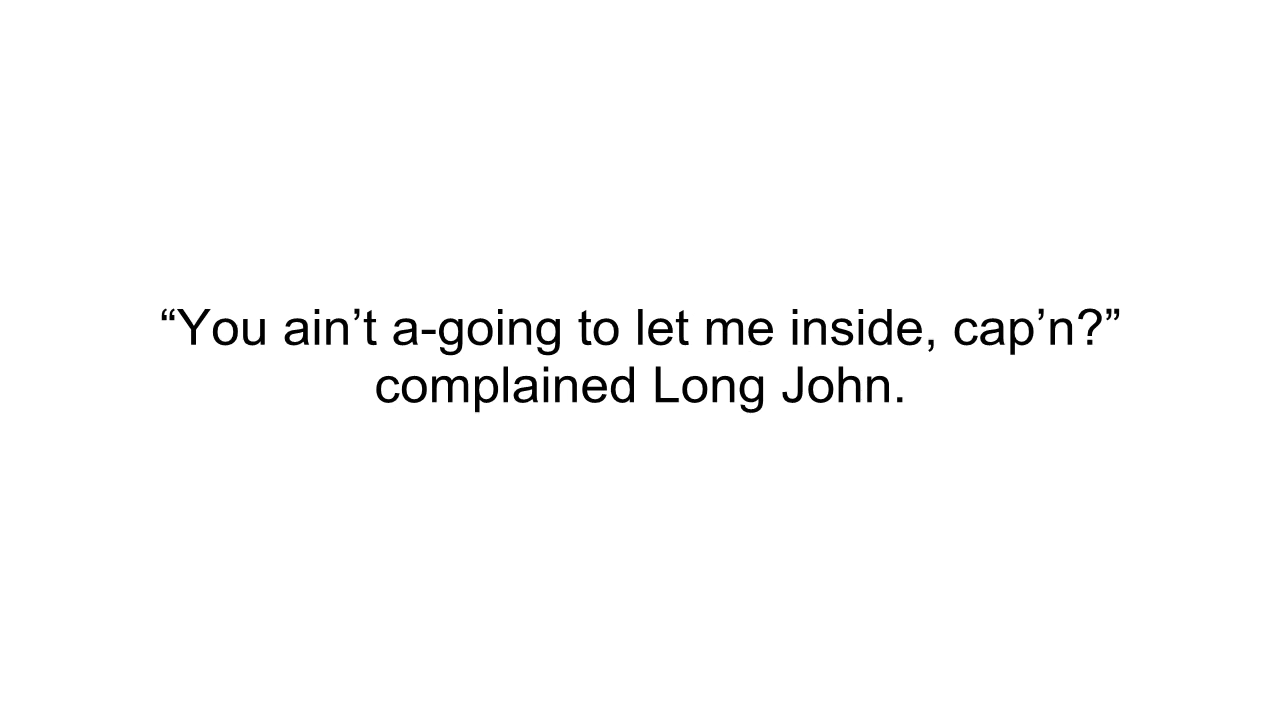 “You ain’t a-going to let me inside, cap’n?”
complained Long John.